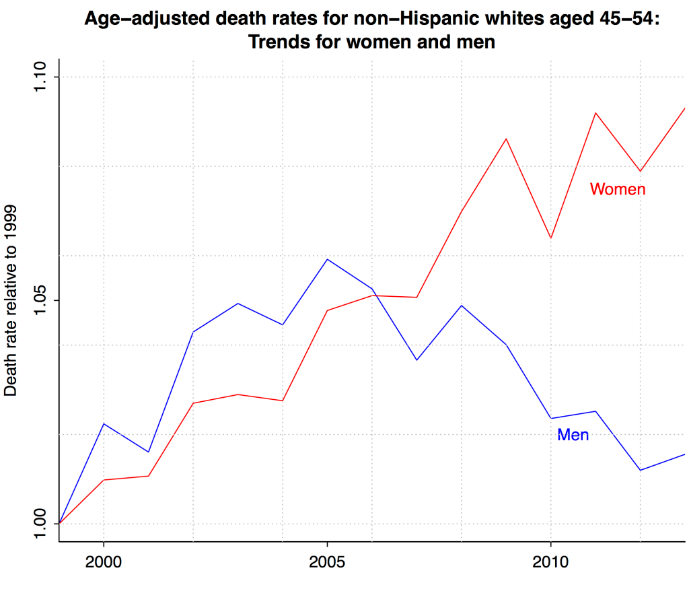 Age−adjusted death rates for non−Hispanic whites aged 45−54:
Trends for women and men
Death rate relative to 1999
1.10
1.05
1.00
Women
Men
2000
2005
2010